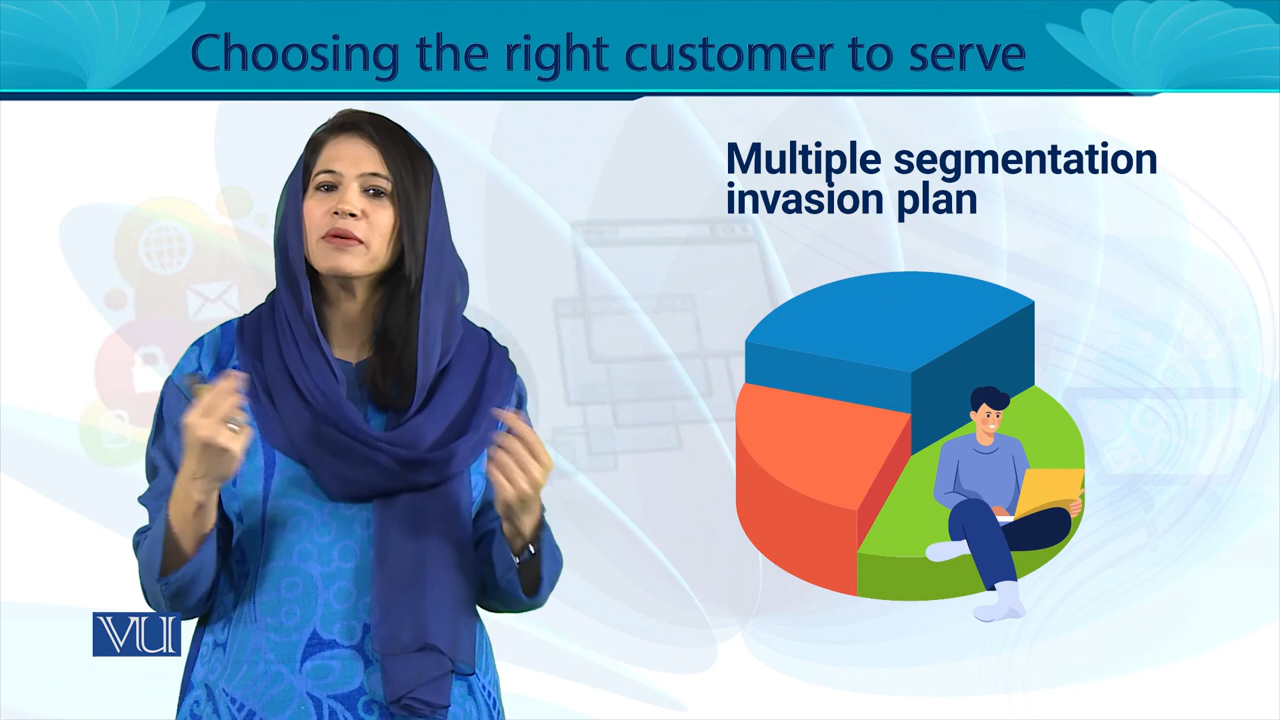 Choosing the right customer to serve
Multiple segmentation
invasion plan
VU